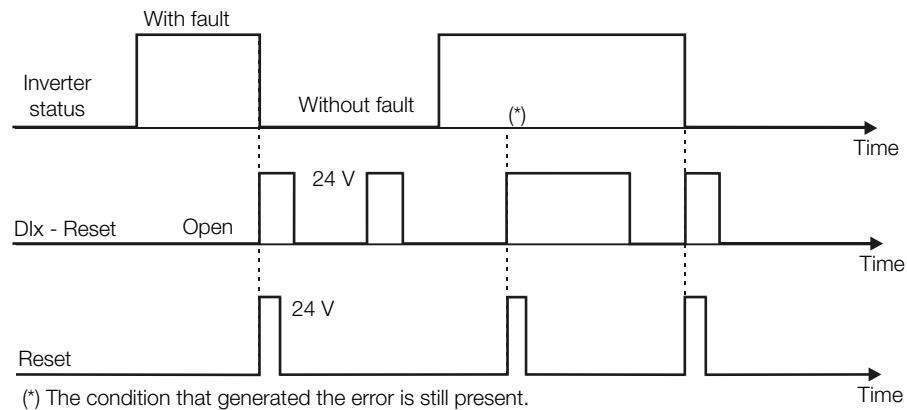 With fault
Inverter
status
Without fault
(*)
Time
24 V
DIx - Reset
Open
Time
24 V
Reset
Time
(*) The condition that generated the error is still present.